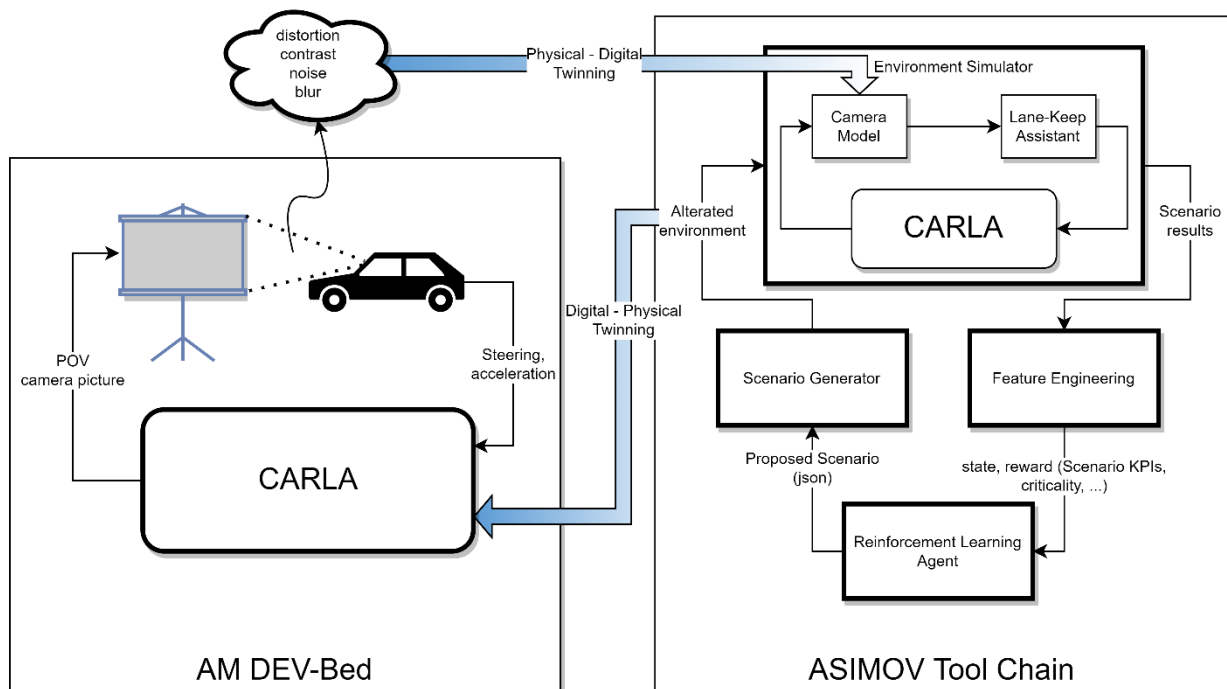 distortion
contrast
noise
blur
Physical - Digital
Twinning
Environment Simulator
Camera
Model
Lane-Keep
Assistant
CARLA
Alterated
environment
Scenario
results
Digital - Physical
Twinning
POV
camera picture
Steering,
acceleration
CARLA
Scenario Generator
Feature Engineering
Proposed Scenario
(json)
state, reward (Scenario KPIs,
criticality, ...)
Reinforcement Learning
Agent
AM DEV-Bed
ASIMOV Tool Chain